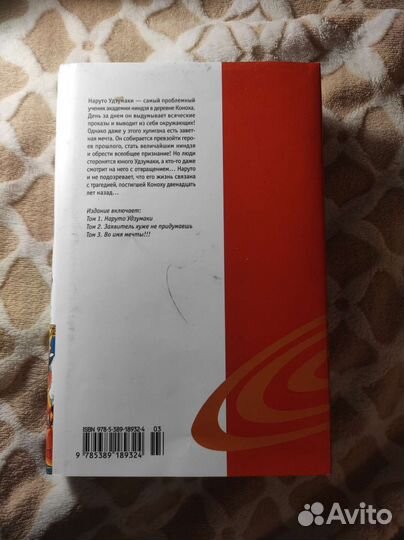 Наруто Удзумаки — самый проблемный
ученик академии ниндзя в деревне Коноха.
День за днем он выдумывает всяческие
проказы и выводит из себя окружающих!
Однако даже у этого хулигана есть завет-
ная мечта. Он собирается превзойти геро-
ев прошлого, стать величайшим ниндзя
и обрести всеобщее признание! Но люди
сторонятся юного Удзумаки, а кто-то даже
смотрит на него с отвращением... Наруто
и не подозревает, что его жизнь связана
с трагедией, постигшей Коноху двенадцать
лет назад...
Издание включает:
Том 1. Наруто Удзумаки
Том 2. Заявитель хуже не придумаешь
Том 3. Во имя мечты!!!
ISBN 978-5-389-18932-4
03
9 785389 189324
Avito